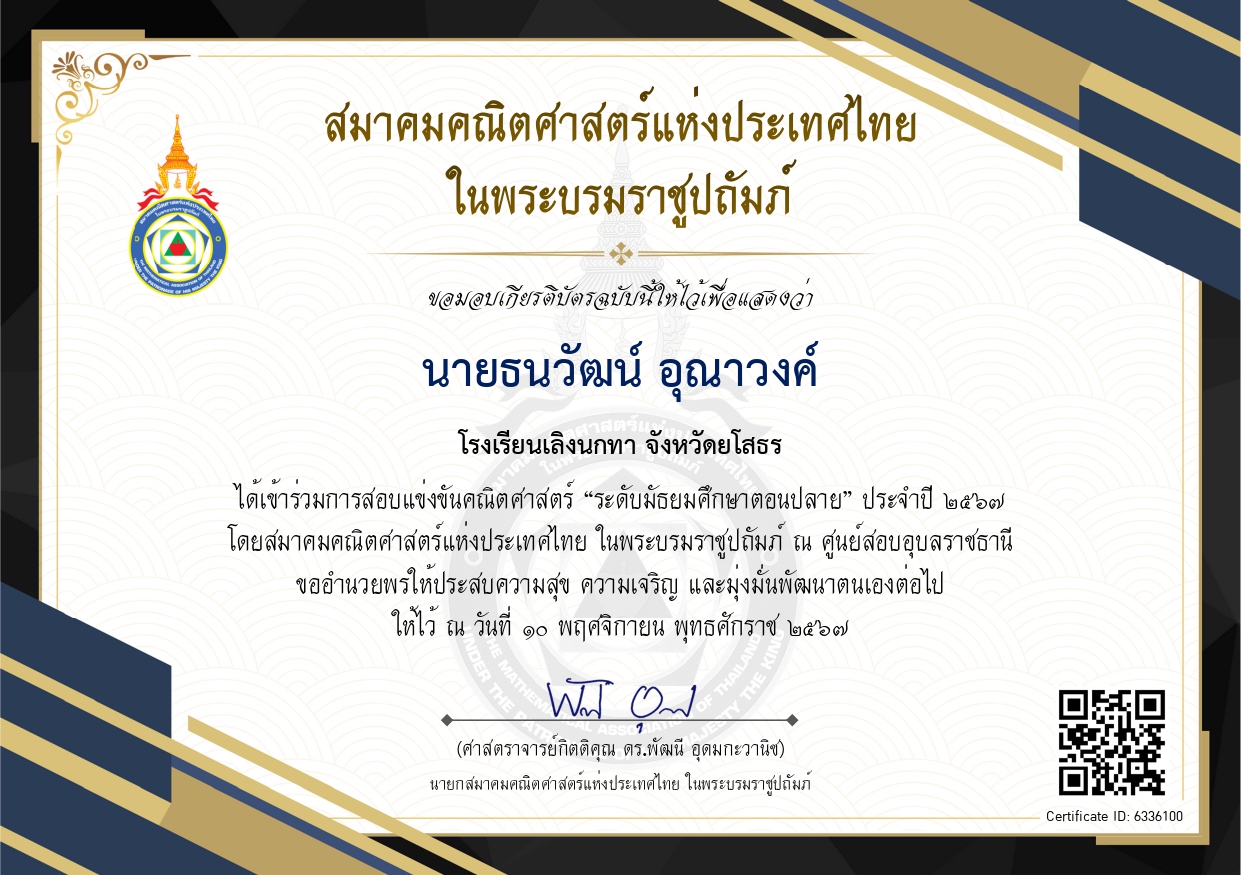 สมาคมคณิตศาสตร์แห่งประเทศไทย
ในพระบรมราชูปถัมภ์
ขอมอบเกียรติบัตรฉบับนี้ให้ไว้เพื่อแสดงว่า
นายธนวัฒน์ อุณาวงค์
โรงเรียนเลิงนกทา จังหวัดยโสธร
ได้เข้าร่วมการสอบแข่งขันคณิตศาสตร์ “ระดับมัธยมศึกษาตอนปลาย” ประจำปี ๒๕๖๗
โดยสมาคมคณิตศาสตร์แห่งประเทศไทย ในพระบรมราชูปถัมภ์ ณ ศูนย์สอบอุบลราชธานี
ขออำนวยพรให้ประสบความสุข ความเจริญ และมุ่งมั่นพัฒนาตนเองต่อไป
ให้ไว้ ณ วันที่ ๑๐ พฤศจิกายน พุทธศักราช ๒๕๖๗
(ศาสตราจารย์กิตติคุณ ดร.พัฒนี อุดมกะวานิช)
นายกสมาคมคณิตศาสตร์แห่งประเทศไทย ในพระบรมราชูปถัมภ์
Certificate ID: 6336100